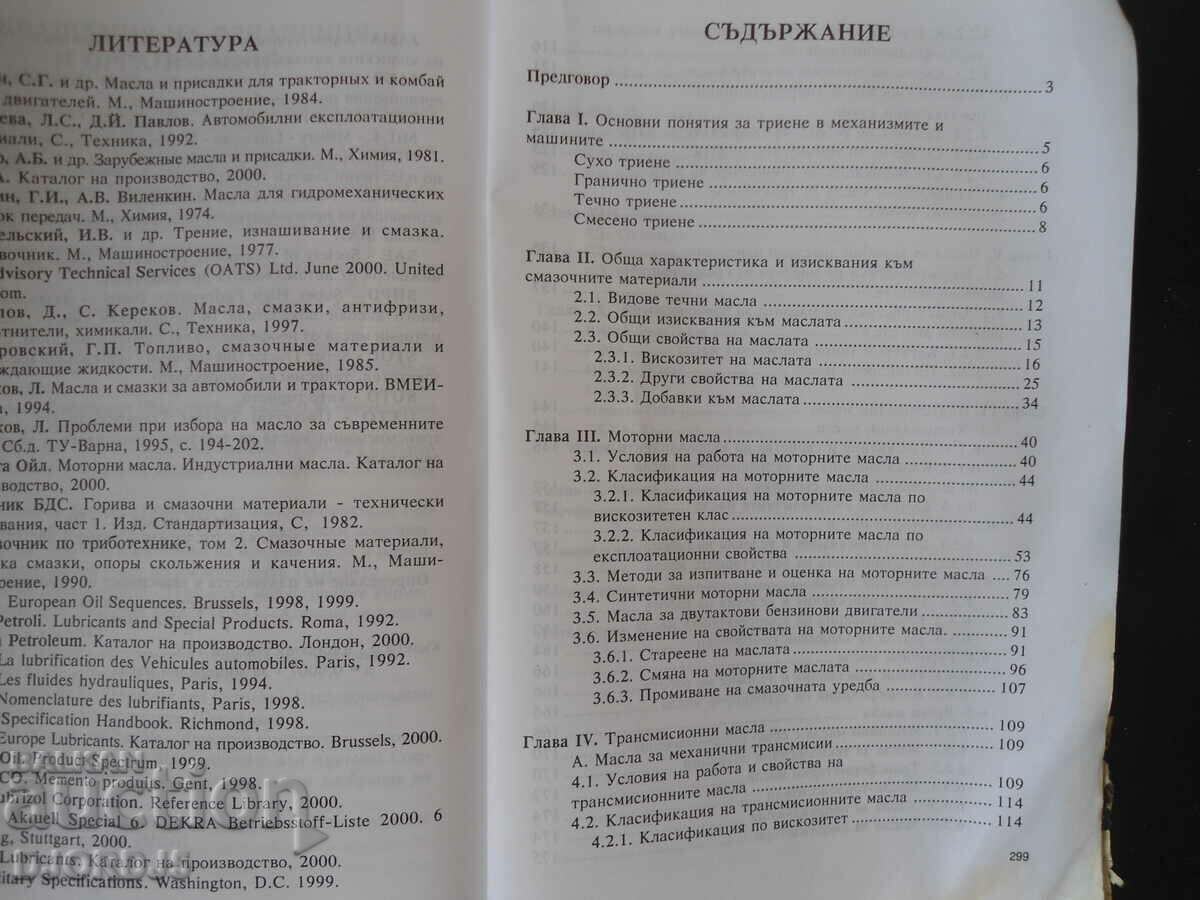 ЛИТЕРАТУРА
С.Г. и др. Масла и присадки для тракторных и комбай
двигателей. М., Машиностроение, 1984.
Л.С., Д.Й. Павлов. Автомобилни експлоатационни
С., Техника, 1992.
А.Б. и др. Зарубежные масла и присадки. М., Химия, 1981.
Каталог на производство, 2000.
Г.И., А.В. Виленкин. Масла для гидромеханических
ок передач. М., Химия, 1974.
ельский, И.В. и др. Трение, изнашивание и смазка.
вочник. М., Машиностроение, 1977.
dvisory Technical Services (OATS) Ltd. June 2000. United
om.
лов, Д., С. Кереков. Масла, смазки, антифризи,
тнители, химикали. С., Техника, 1997.
ровский, Г.П. Топливо, смазочные материали и
ждающие жидкости. М., Машиностроение, 1985.
ков, Л. Масла и смазки за автомобили и трактори. ВМЕИ-
а, 1994.
ков, Л. Проблеми при избора на масло за съвременните
Сб.д. ТУ-Варна, 1995, с. 194-202.
та Ойл. Моторни масла. Индустриални масла. Каталог на
водство, 2000.
ник БДС. Горива и смазочни материали - технически
вания, част 1. Изд. Стандартизация, С, 1982.
вочник по триботехнике, том 2. Смазочные материали,
ка смазки, опоры скольжения и качения. М., Маши-
роение, 1990.
European Oil Sequences. Brussels, 1998, 1999.
Petroli. Lubricants and Special Products. Roma, 1992.
Petroleum. Каталог на производство. Лондон, 2000.
La lubrification des Vehicules automobiles. Paris, 1992.
Les fluides hydrauliques, Paris, 1994.
Nomenclature des lubrifiants, Paris, 1998.
Specification Handbook. Richmond, 1998.
Europe Lubricants. Каталог на производство. Brussels, 2000.
Oil Product Spectrum. 1999.
CO. Memento produits. Gent, 1998.
ubrizol Corporation. Reference Library, 2000.
Aktuell Special 6. DEKRA Betriebsstoff-Liste 2000. 6
g, Stuttgart, 2000.
Lubricants. Каталог на производство, 2000.
itary Specifications. Washington, D.C. 1999.
СЪДЪРЖАНИЕ
Предговор 3
Глава I. Основни понятия за триене в механизмите и
машините 5
Сухо триене 6
Гранично триене 6
Течно триене 6
Смесено триене 8
Глава II. Обща характеристика и изисквания към
смазочните материали 11
2.1. Видове течни масла 12
2.2. Общи изисквания към маслата 13
2.3. Общи свойства на маслата 15
2.3.1. Вискозитет на маслата 16
2.3.2. Други свойства на маслата 25
2.3.3. Добавки към маслата 34
Глава III. Моторни масла 40
3.1. Условия на работа на моторните масла 40
3.2. Класификация на моторните масла 44
3.2.1. Класификация на моторните масла по
вискозитетен клас 44
3.2.2. Класификация на моторните масла по
експлоатационни свойства 53
3.3. Методи за изпитване и оценка на моторните масла 76
3.4. Синтетични моторни масла 79
3.5. Масла за двутактови бензинови двигатели 83
3.6. Изменение на свойствата на моторните масла. 91
3.6.1. Стареене на маслата 91
3.6.2. Смяна на моторните маслата 96
3.6.3. Промиване на смазочната уредба 107
Глава IV. Трансмисионни масла 109
А. Масла за механични трансмисии 109
4.1. Условия на работа и свойства на
трансмисионните масла 109
4.2. Класификация на трансмисионните масла 114
4.2.1. Класификация по вискозитет 114
299